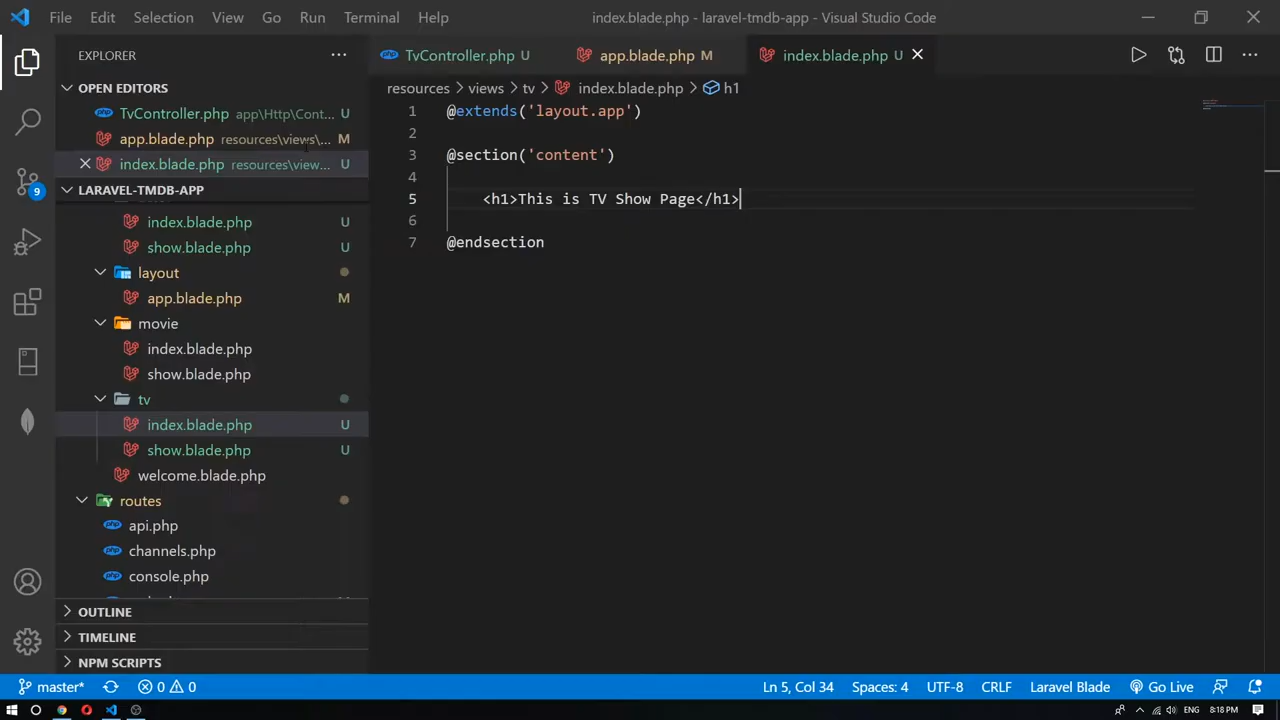 File Edit Selection View Go Run Terminal Help index.blade.php - laravel-tmdb-app - Visual Studio Code
EXPLORER ...
TvController.php U app.blade.php M index.blade.php U
OPEN EDITORS
TvController.php app\Http\Cont... U
app.blade.php resources\views\... M
index.blade.php resources\view... U
LARAVEL-TMDB-APP
index.blade.php U
show.blade.php U
layout
app.blade.php M
movie
index.blade.php
show.blade.php
tv
index.blade.php U
show.blade.php U
welcome.blade.php
routes
api.php
channels.php
console.php
OUTLINE
TIMELINE
NPM SCRIPTS
9
resources > views > tv > index.blade.php > h1
1 @extends('layout.app')
2
3 @section('content')
4
5 <h1>This is TV Show Page</h1>
6
7 @endsection
master* 0 0 Ln 5, Col 34 Spaces: 4 UTF-8 CRLF Laravel Blade Go Live
ENG 8:18 PM